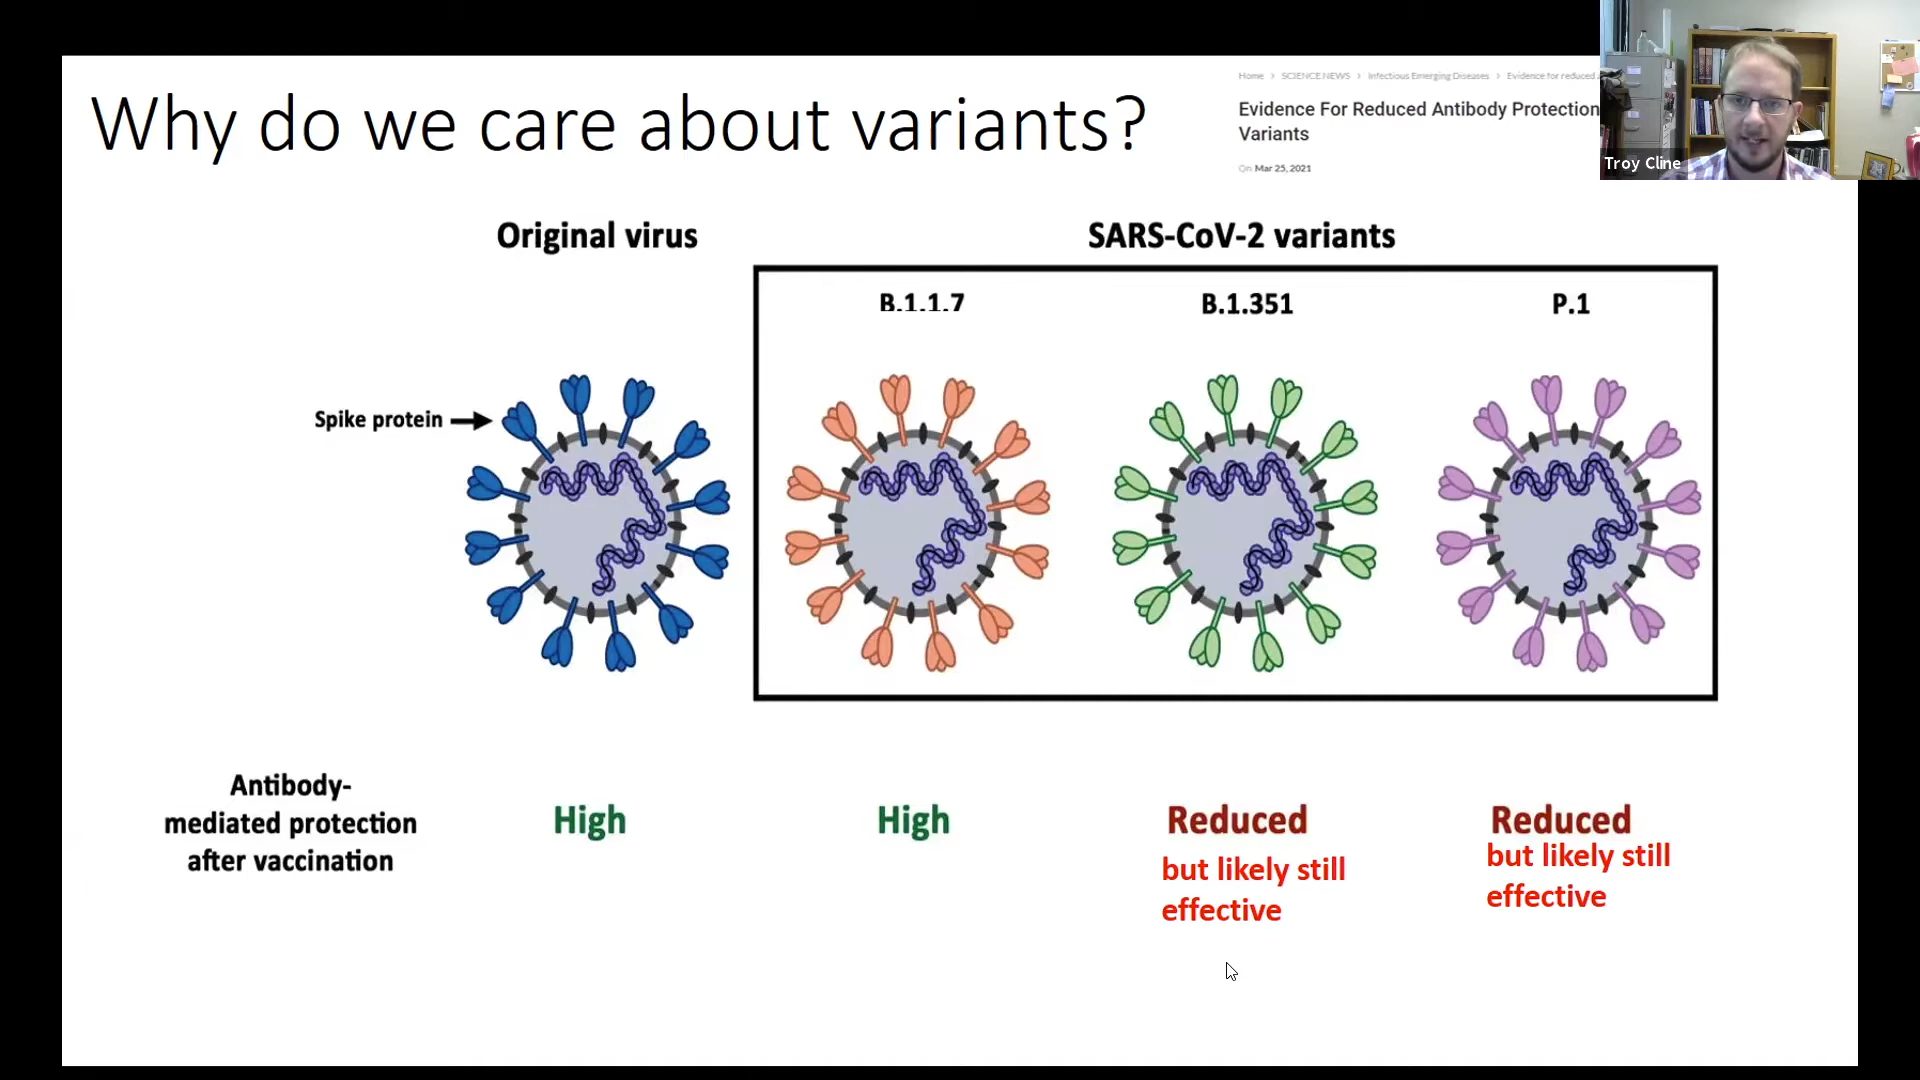 Why do we care about variants?
Home > SCIENCE NEWS > Infectious Emerging Diseases > Evidence for reduced
Evidence For Reduced Antibody Protection
Variants
On Mar 25, 2021
Troy Cline
Original virus
SARS-CoV-2 variants
B.1.1.7
B.1.351
P.1
Spike protein
Antibody-
mediated protection
after vaccination
High
High
Reduced
but likely still
effective
Reduced
but likely still
effective